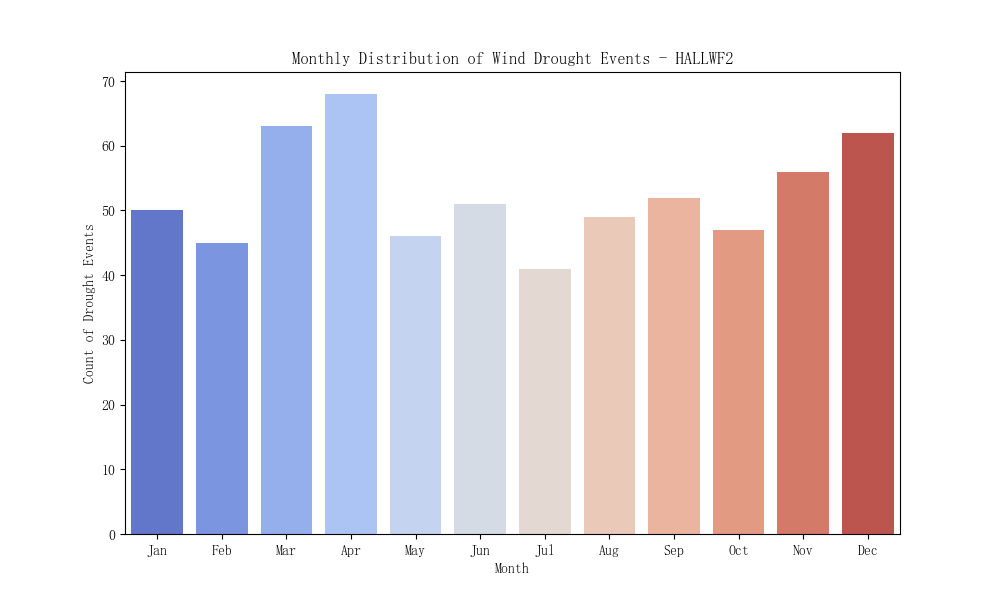 Monthly Distribution of Wind Drought Events - HALLWF2
Count of Drought Events
70
60
50
40
30
20
10
0
Jan Feb Mar Apr May Jun Jul Aug Sep Oct Nov Dec
Month